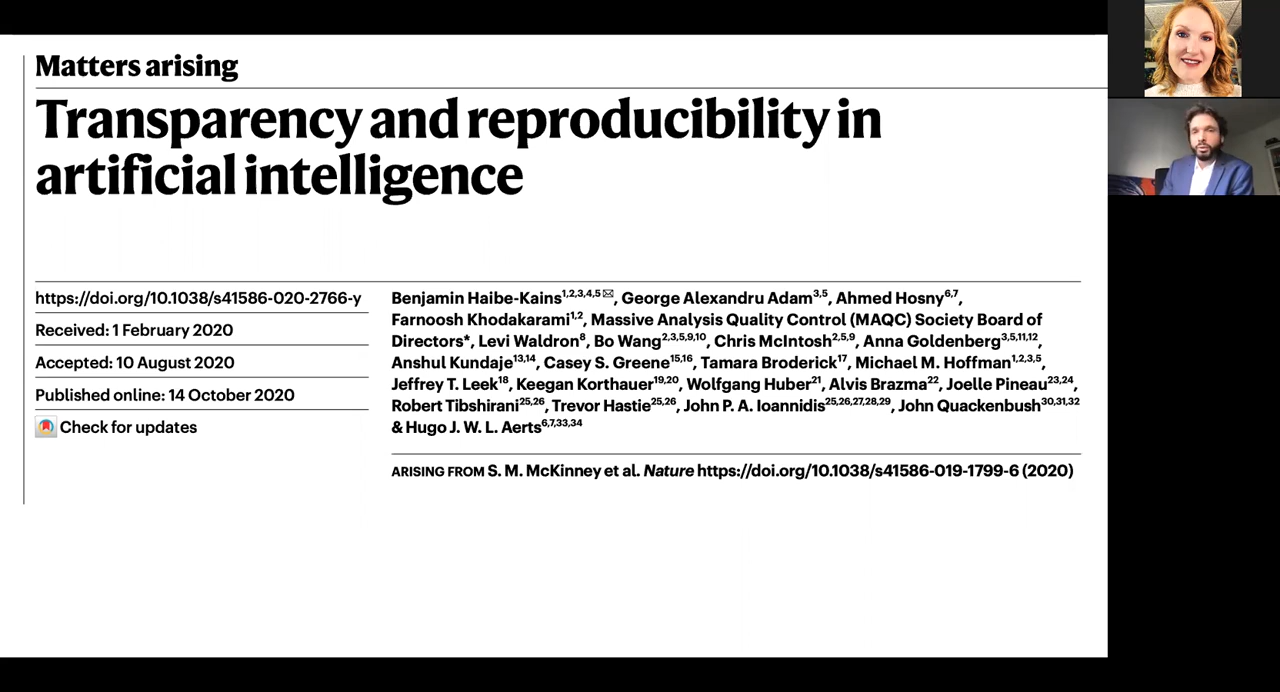 Matters arising
Transparency and reproducibility in
artificial intelligence
https://doi.org/10.1038/s41586-020-2766-y
Received: 1 February 2020
Accepted: 10 August 2020
Published online: 14 October 2020
Check for updates
Benjamin Haibe-Kains1,2,3,4,5✉, George Alexandru Adam3,5, Ahmed Hosny6,7,
Farnoosh Khodakarami1,2, Massive Analysis Quality Control (MAQC) Society Board of
Directors*, Levi Waldron8, Bo Wang2,3,5,9,10, Chris McIntosh2,5,9, Anna Goldenberg3,5,11,12,
Anshul Kundaje13,14, Casey S. Greene15,16, Tamara Broderick17, Michael M. Hoffman1,2,3,5,
Jeffrey T. Leek18, Keegan Korthauer19,20, Wolfgang Huber21, Alvis Brazma22, Joelle Pineau23,24,
Robert Tibshirani25,26, Trevor Hastie25,26, John P. A. Ioannidis25,26,27,28,29, John Quackenbush30,31,32
& Hugo J. W. L. Aerts6,7,33,34
ARISING FROM S. M. McKinney et al. Nature https://doi.org/10.1038/s41586-019-1799-6 (2020)